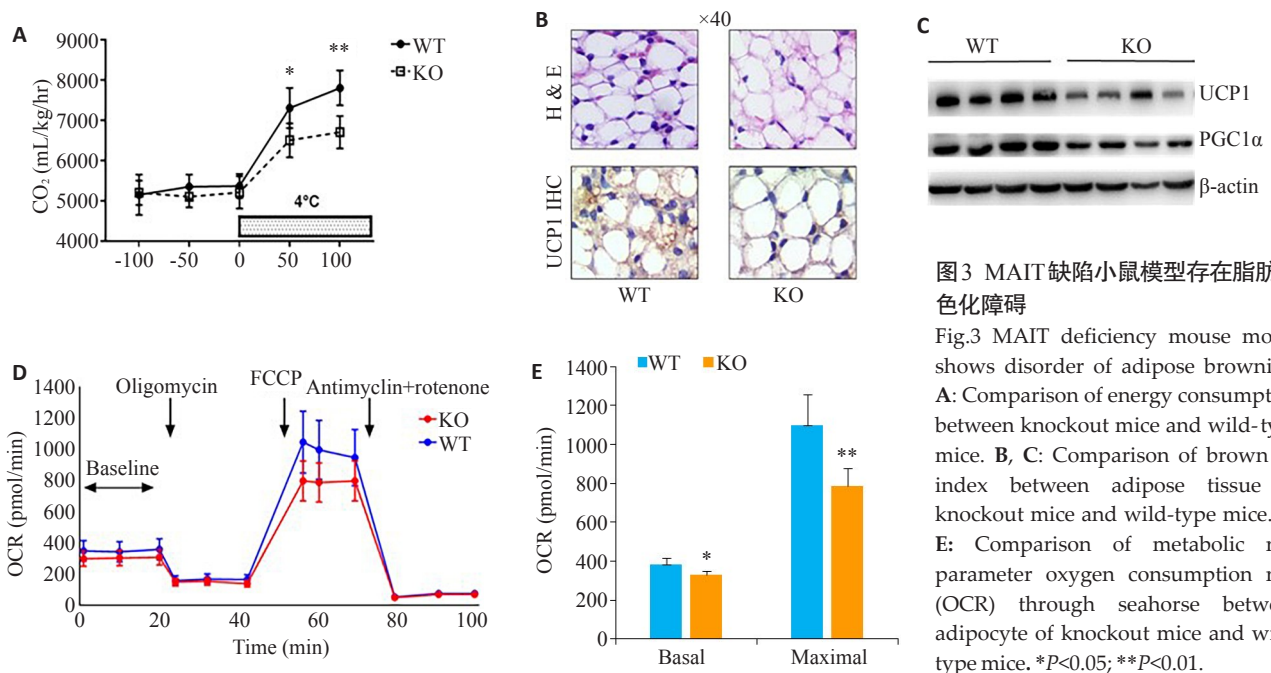 A
9000
8000
7000
6000
5000
4000
CO₂ (mL/kg/hr)
WT
KO
*
**
4°C
-100 -50 0 50 100
B
×40
H & E
UCP1 IHC
WT KO
C
WT KO
UCP1
PGC1α
β-actin
图3 MAIT缺陷小鼠模型存在脂肪
色化障碍
Fig.3 MAIT deficiency mouse
shows disorder of adipose
A: Comparison of energy
between knockout mice and
mice. B, C: Comparison of brown
index between adipose tissue
knockout mice and wild-type mice.
E: Comparison of metabolic
parameter oxygen consumption
(OCR) through seahorse
adipocyte of knockout mice and
type mice. *P<0.05; **P<0.01.
D
1400
1200
1000
800
600
400
200
0
OCR (pmol/min)
Baseline
Oligomycin
FCCP
Antimyclin+rotenone
KO
WT
0 20 40 60 80 100
Time (min)
E
WT KO
1400
1200
1000
800
600
400
200
0
OCR (pmol/min)
*
**
Basal Maximal